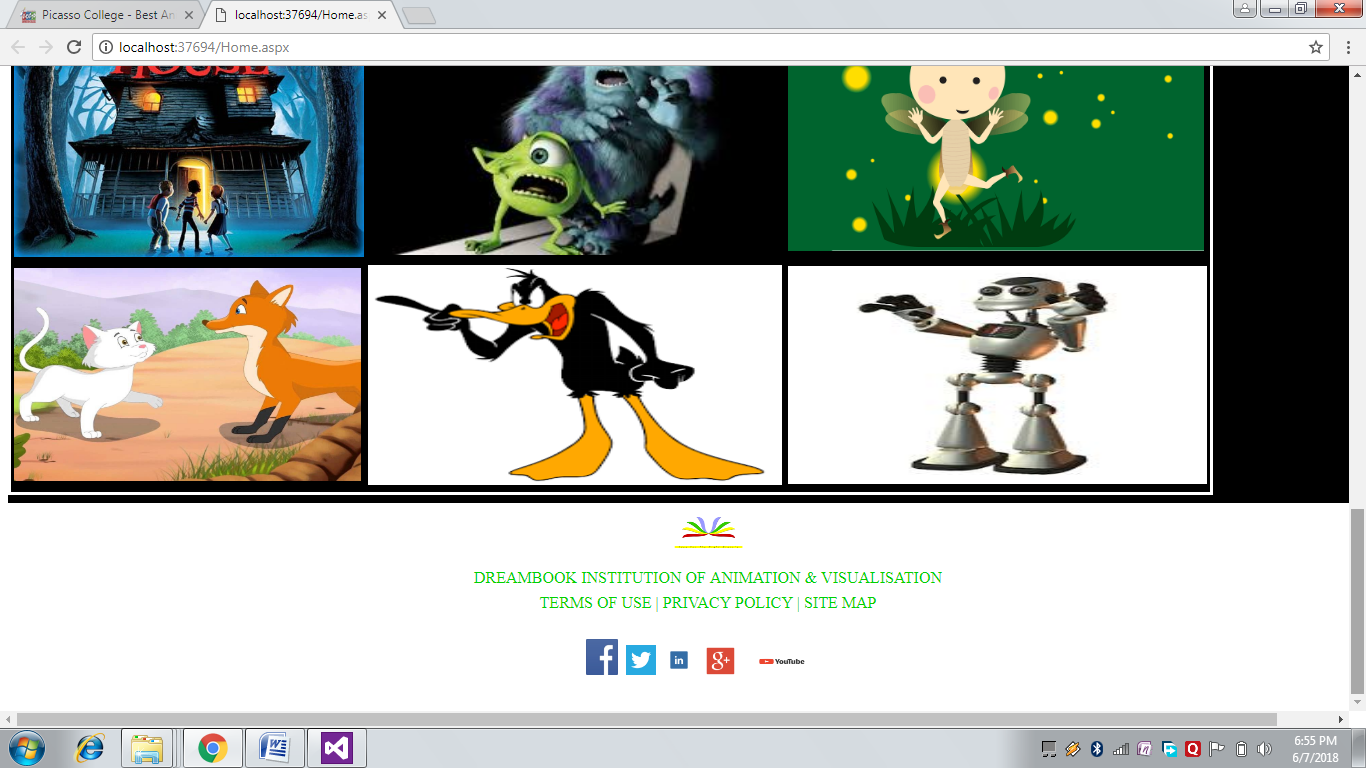 Picasso College - Best An
localhost:37694/Home.as
localhost:37694/Home.aspx
HOUSE
DREAMBOOK INSTITUTION OF ANIMATION & VISUALISATION
TERMS OF USE | PRIVACY POLICY | SITE MAP
f
in
g+
YouTube
6:55 PM
6/7/2018